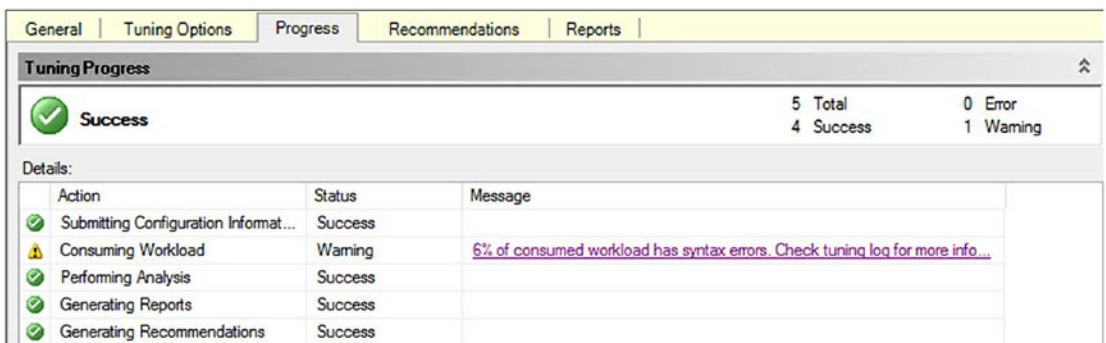 General Tuning Options Progress Recommendations Reports
Tuning Progress
Success 5 Total 0 Error
4 Success 1 Warning
Details:
Action Status Message
Submitting Configuration Informat... Success
Consuming Workload Warning 6% of consumed workload has syntax errors. Check tuning log for more info...
Performing Analysis Success
Generating Reports Success
Generating Recommendations Success